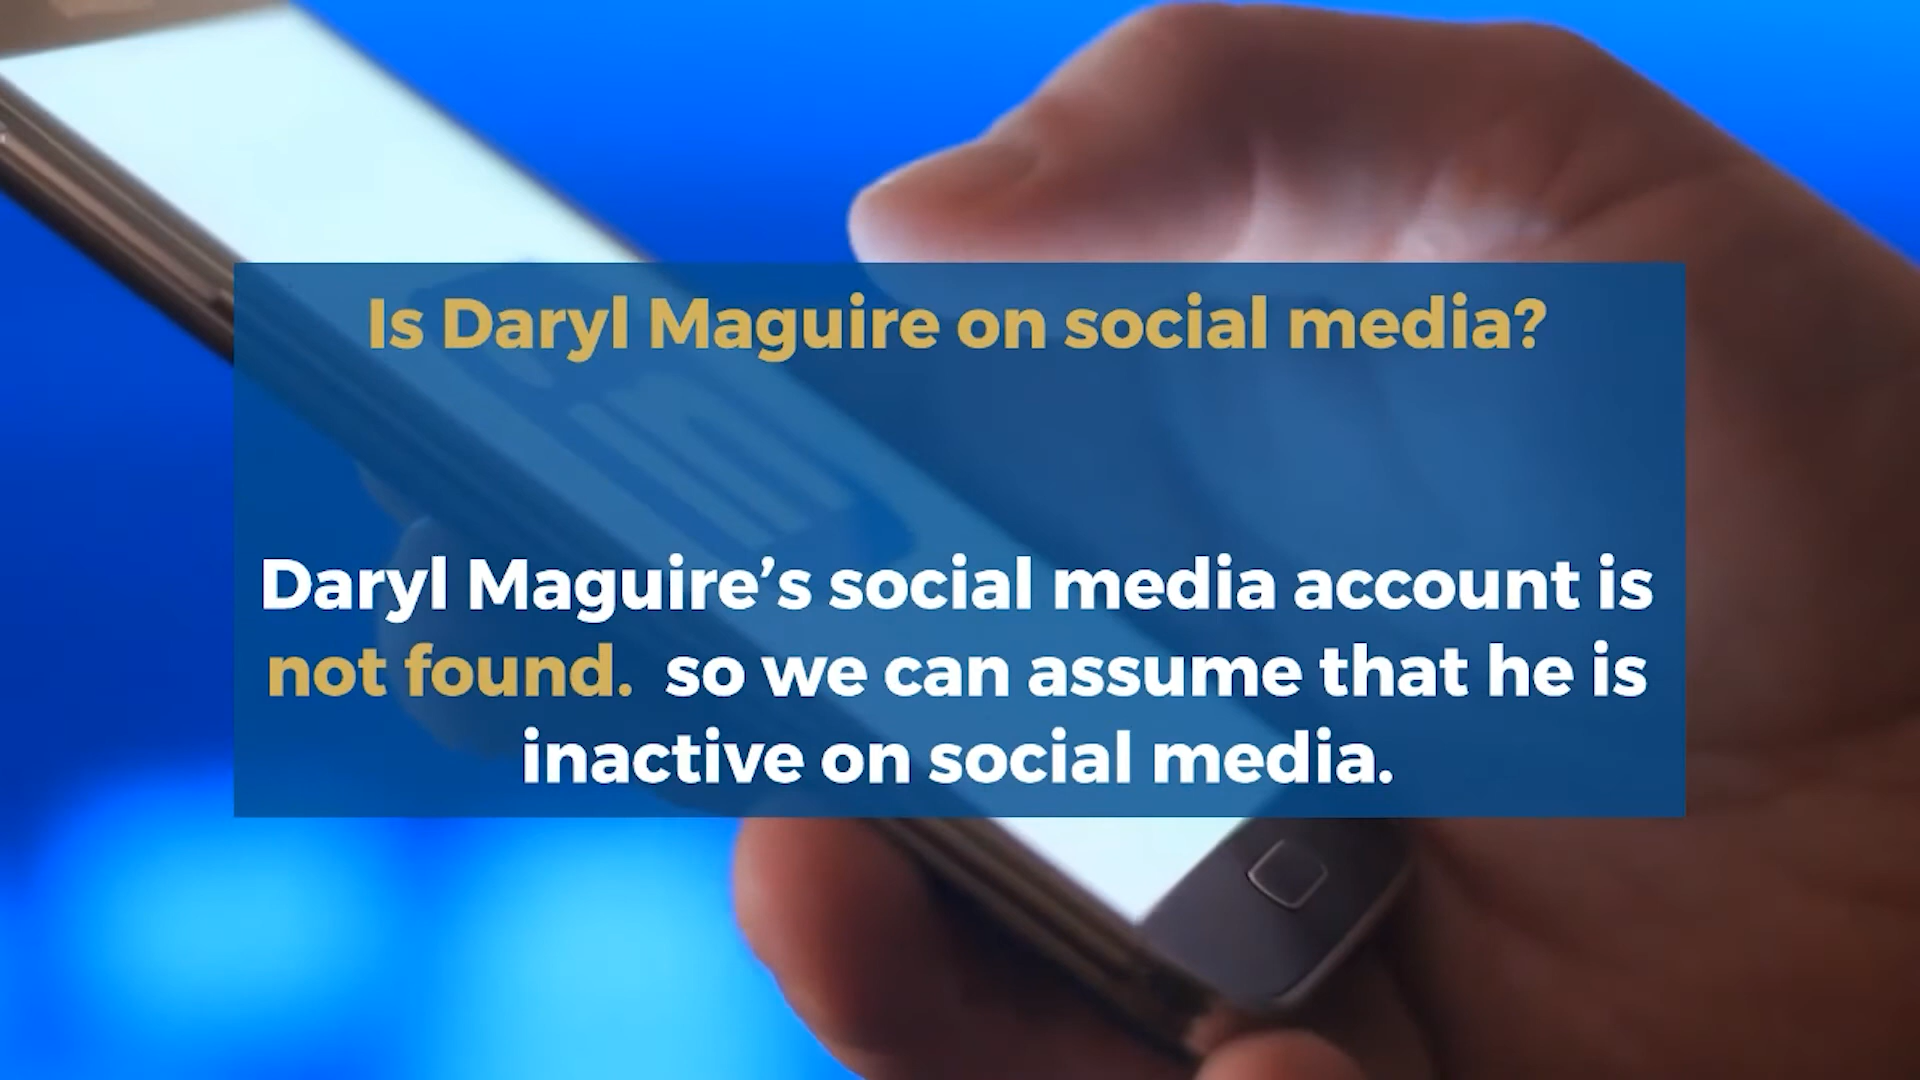 Is Daryl Maguire on social media?
Daryl Maguire’s social media account is
not found.  so we can assume that he is
inactive on social media.